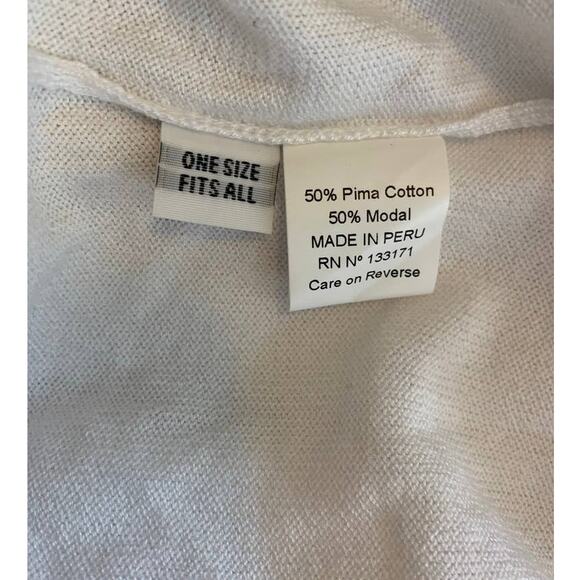 ONE SIZE
FITS ALL
50% Pima Cotton
50% Modal
MADE IN PERU
RN Nº 133171
Care on Reverse